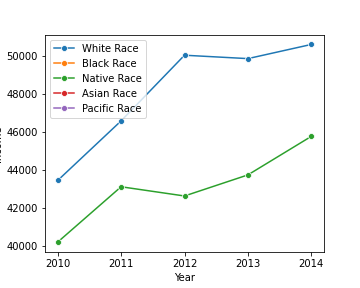 White Race
Black Race
Native Race
Asian Race
Pacific Race
50000
48000
46000
44000
42000
40000
2010 2011 2012 2013 2014
Year